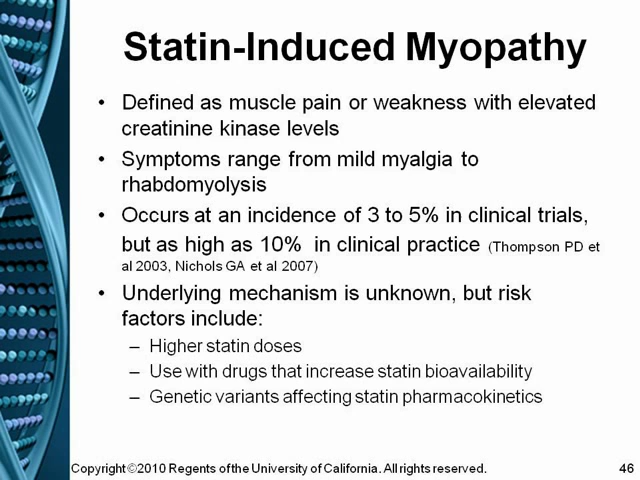 Statin-Induced Myopathy
• Defined as muscle pain or weakness with elevated
creatinine kinase levels
• Symptoms range from mild myalgia to
rhabdomyolysis
• Occurs at an incidence of 3 to 5% in clinical trials,
but as high as 10% in clinical practice (Thompson PD et
al 2003, Nichols GA et al 2007)
• Underlying mechanism is unknown, but risk
factors include:
– Higher statin doses
– Use with drugs that increase statin bioavailability
– Genetic variants affecting statin pharmacokinetics
Copyright ©2010 Regents of the University of California. All rights reserved. 46